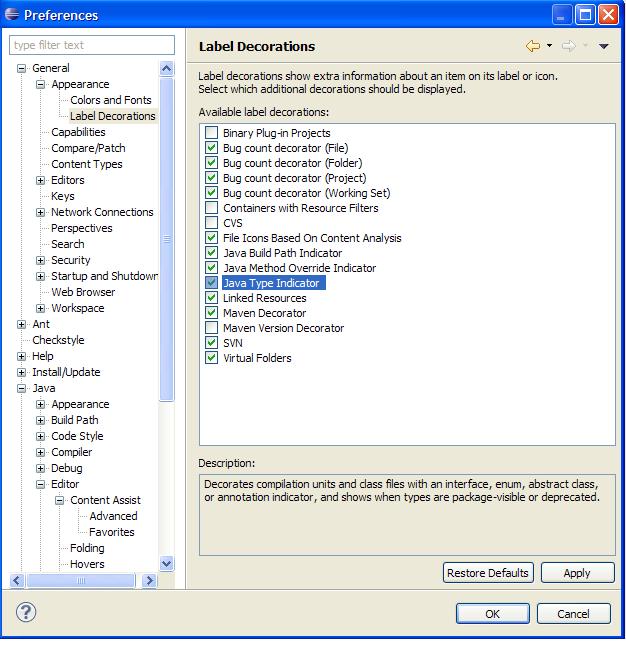 Preferences
type filter text
General
Appearance
Colors and Fonts
Label Decorations
Capabilities
Compare/Patch
Content Types
Editors
Keys
Network Connections
Perspectives
Search
Security
Startup and Shutdown
Web Browser
Workspace
Ant
Checkstyle
Help
Install/Update
Java
Appearance
Build Path
Code Style
Compiler
Debug
Editor
Content Assist
Advanced
Favorites
Folding
Hovers
Label Decorations
Label decorations show extra information about an item on its label or icon.
Select which additional decorations should be displayed.
Available label decorations:
Binary Plug-in Projects
Bug count decorator (File)
Bug count decorator (Folder)
Bug count decorator (Project)
Bug count decorator (Working Set)
Containers with Resource Filters
CVS
File Icons Based On Content Analysis
Java Build Path Indicator
Java Method Override Indicator
Java Type Indicator
Linked Resources
Maven Decorator
Maven Version Decorator
SVN
Virtual Folders
Description:
Decorates compilation units and class files with an interface, enum, abstract class,
or annotation indicator, and shows when types are package-visible or deprecated.
Restore Defaults
Apply
?
OK
Cancel